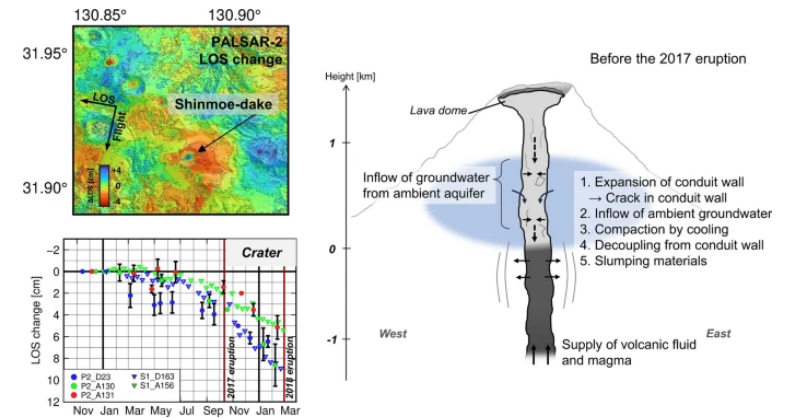 130.85°
130.90°
31.95°
31.90°
PALSAR-2
LOS change
LOS
Flight
Shinmoe-dake
ΔLOS [cm]
+4
0
-4
Crater
LOS change [cm]
−2
0
2
4
6
8
10
12
2017 eruption
2018 eruption
P2_D23
P2_A130
P2_A131
S1_D163
S1_A156
Nov Jan Mar May Jul Sep Nov Jan Mar
Before the 2017 eruption
Height [km]
Lava dome
1
0
-1
Inflow of groundwater
from ambient aquifer
1. Expansion of conduit wall
→ Crack in conduit wall
2. Inflow of ambient groundwater
3. Compaction by cooling
4. Decoupling from conduit wall
5. Slumping materials
West
East
Supply of volcanic fluid
and magma